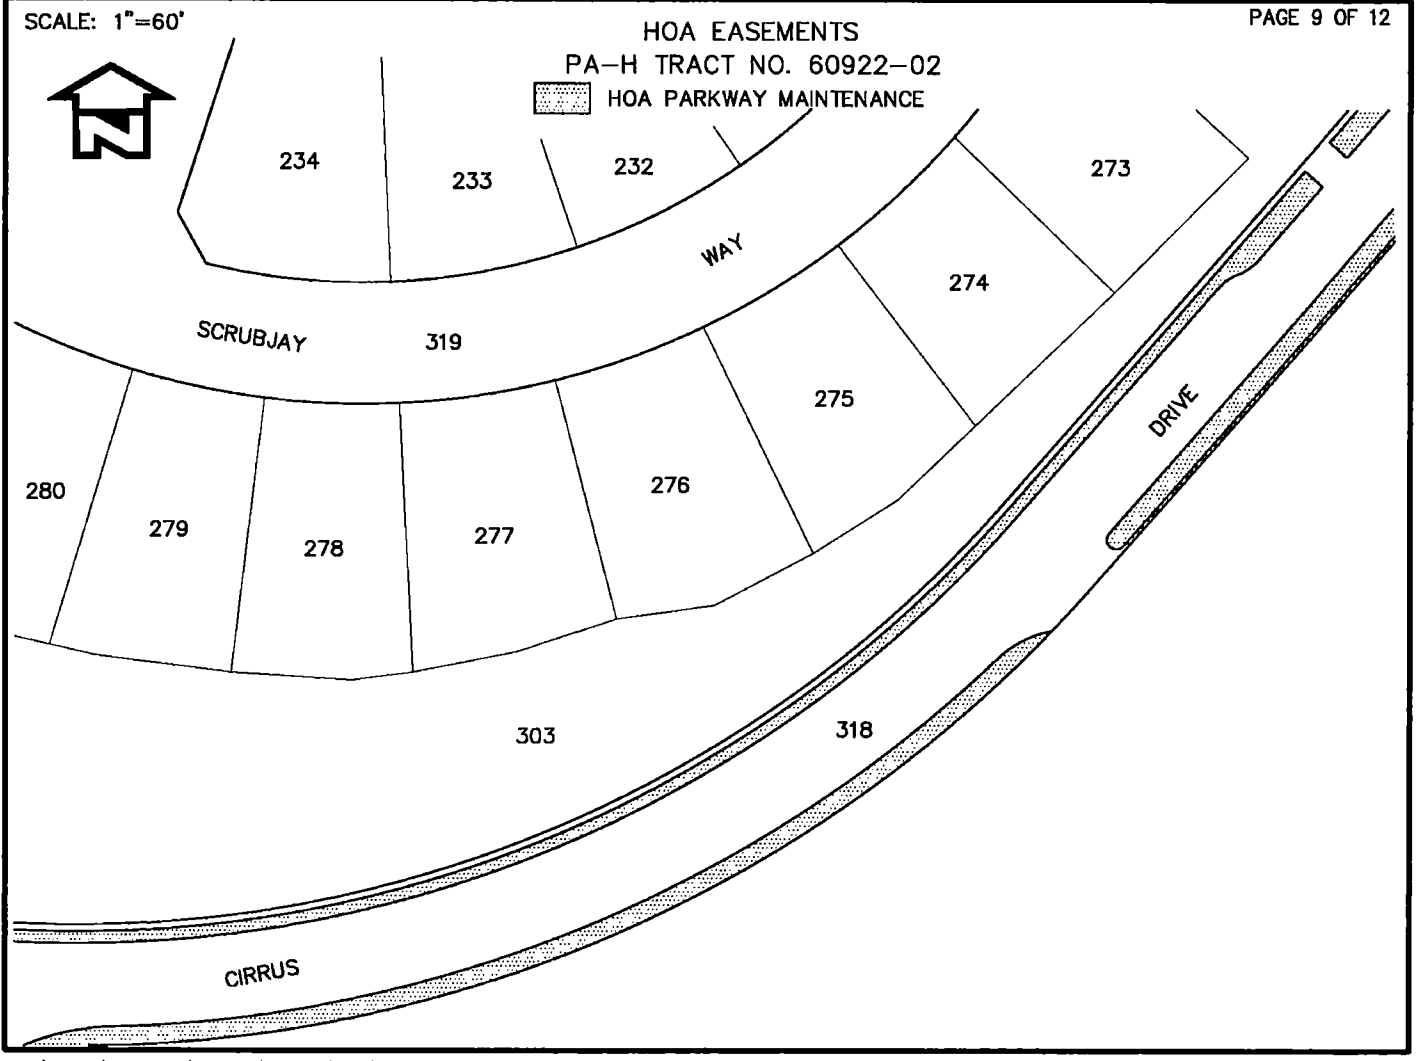 SCALE: 1"=60'
PAGE 9 OF 12
HOA EASEMENTS
PA-H TRACT NO. 60922-02
HOA PARKWAY MAINTENANCE
N
234
233
232
273
WAY
274
SCRUBJAY
319
275
DRIVE
280
276
279
278
277
303
318
CIRRUS